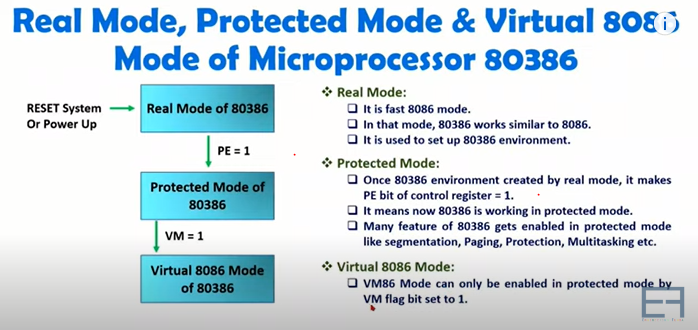 Real Mode, Protected Mode & Virtual 8086
Mode of Microprocessor 80386
RESET System
Or Power Up
Real Mode of 80386
PE = 1
Protected Mode of
80386
VM = 1
Virtual 8086 Mode
of 80386
❖ Real Mode:
❑ It is fast 8086 mode.
❑ In that mode, 80386 works similar to 8086.
❑ It is used to set up 80386 environment.
❖ Protected Mode:
❑ Once 80386 environment created by real mode, it makes
PE bit of control register = 1.
❑ It means now 80386 is working in protected mode.
❑ Many feature of 80386 gets enabled in protected mode
like segmentation, Paging, Protection, Multitasking etc.
❖ Virtual 8086 Mode:
❑ VM86 Mode can only be enabled in protected mode by
VM flag bit set to 1.